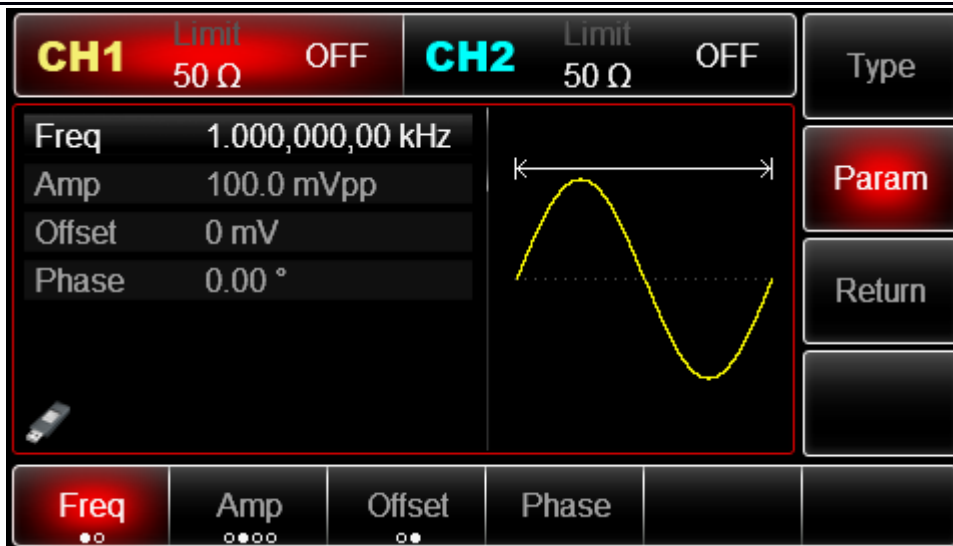 CH1 Limit 50 Ω OFF
CH2 Limit 50 Ω OFF
Type
Freq 1.000,000,00 kHz
Amp 100.0 mVpp
Offset 0 mV
Phase 0.00 °
Param
Return
Freq Amp Offset Phase